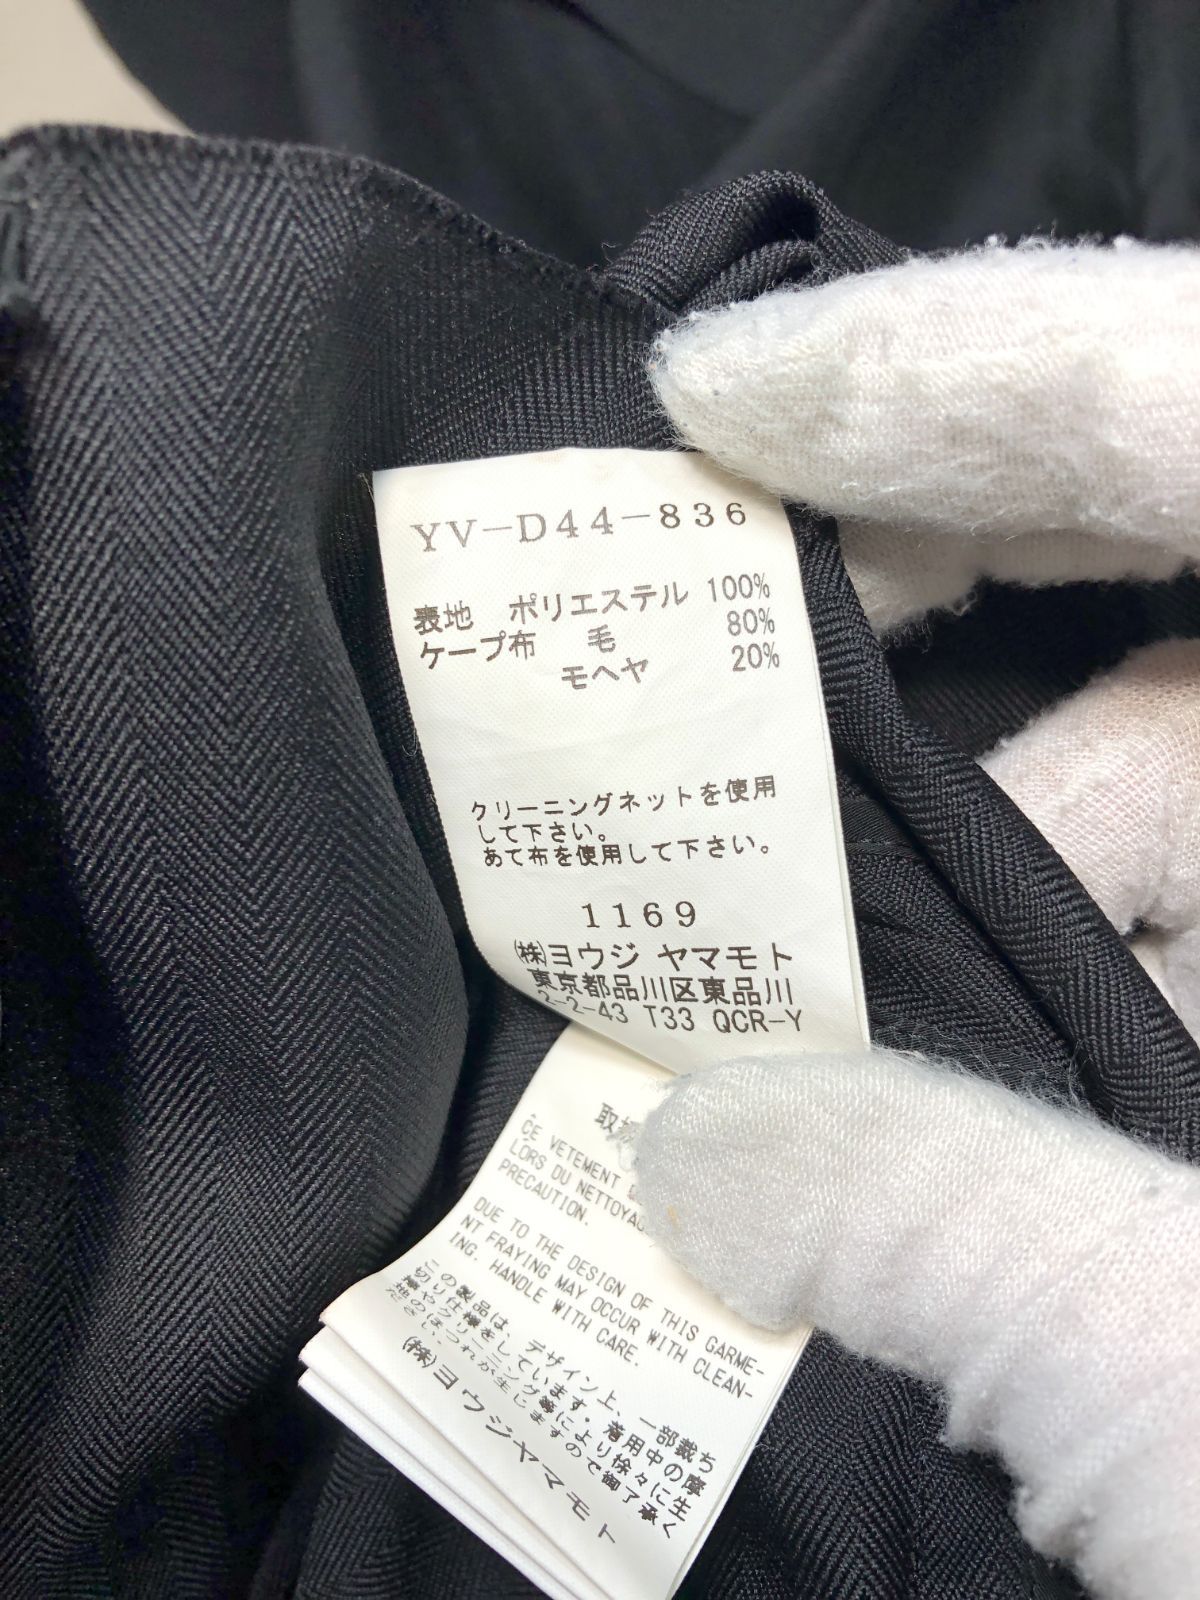 YV-D44-836
表地 ポリエステル 100%
ケープ布 毛 80%
モヘヤ 20%
クリーニングネットを使用
して下さい。
あて布を使用して下さい。
1169
㈱ヨウジ ヤマモト
東京都品川区東品川
2-2-43 T33 QCR-Y
取扱
CE VETEMENT
LORS DU NETTOYAG
PRECAUTION.
DUE TO THE DESIGN OF THIS GARME-
NT FRAYING MAY OCCUR WITH CLEAN-
ING. HANDLE WITH CARE.
この製品は、デザイン上、一部裁ち
切り仕様をしています。着用中の摩
擦やクリーニング等により徐々に生
地のほつれが生じますので御了承く
ださい。
(株)ヨウジヤマモト